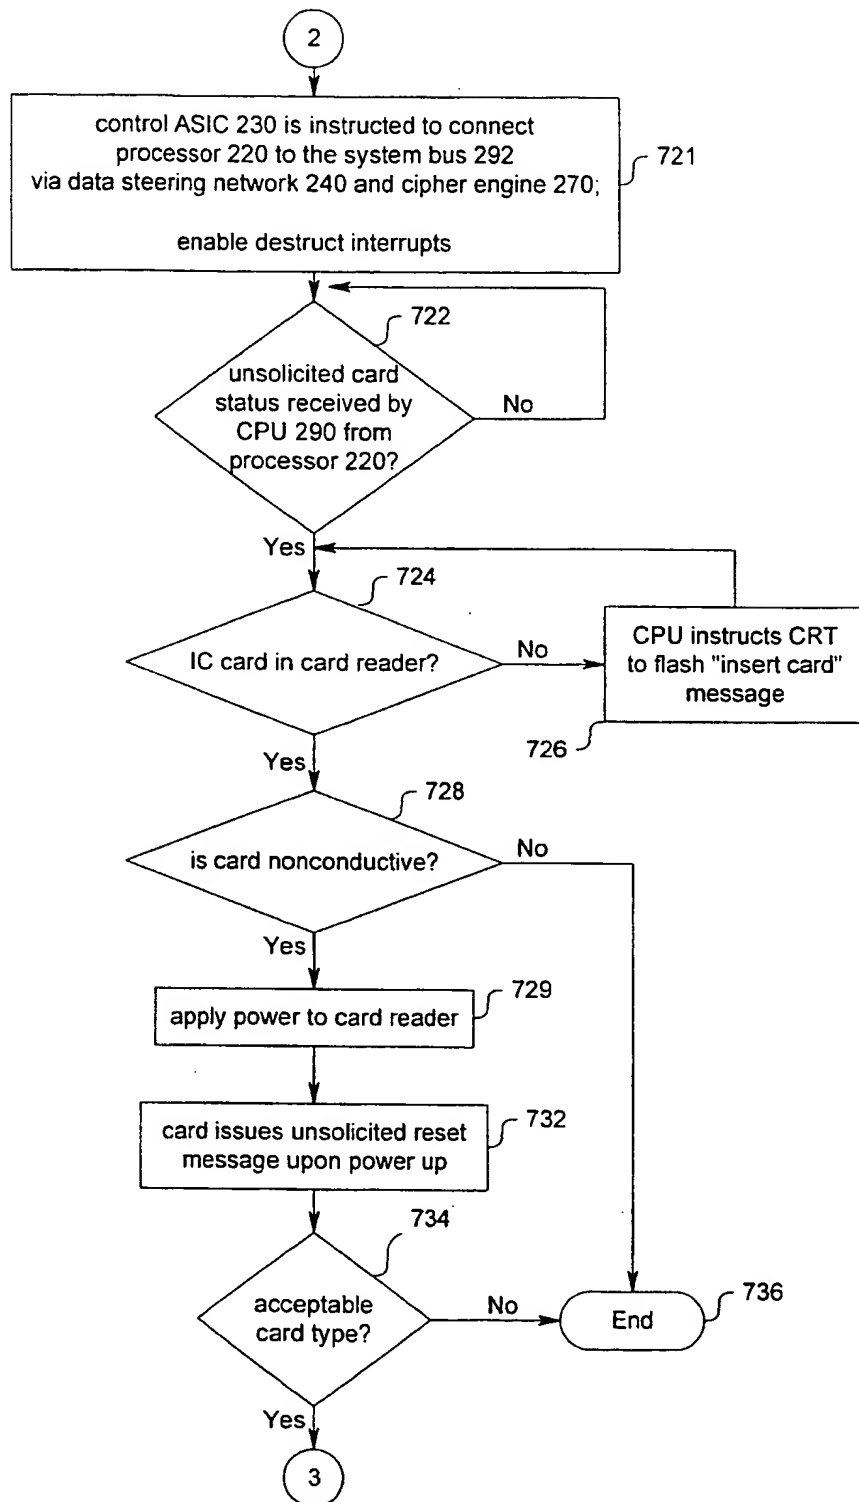 2
control ASIC 230 is instructed to connect
processor 220 to the system bus 292
via data steering network 240 and cipher engine 270;
enable destruct interrupts
721
722
unsolicited card
status received by
CPU 290 from
processor 220?
No
Yes
724
IC card in card reader?
No
CPU instructs CRT
to flash "insert card"
message
726
Yes
728
is card nonconductive?
No
Yes
729
apply power to card reader
732
card issues unsolicited reset
message upon power up
734
acceptable
card type?
No
End
736
Yes
3